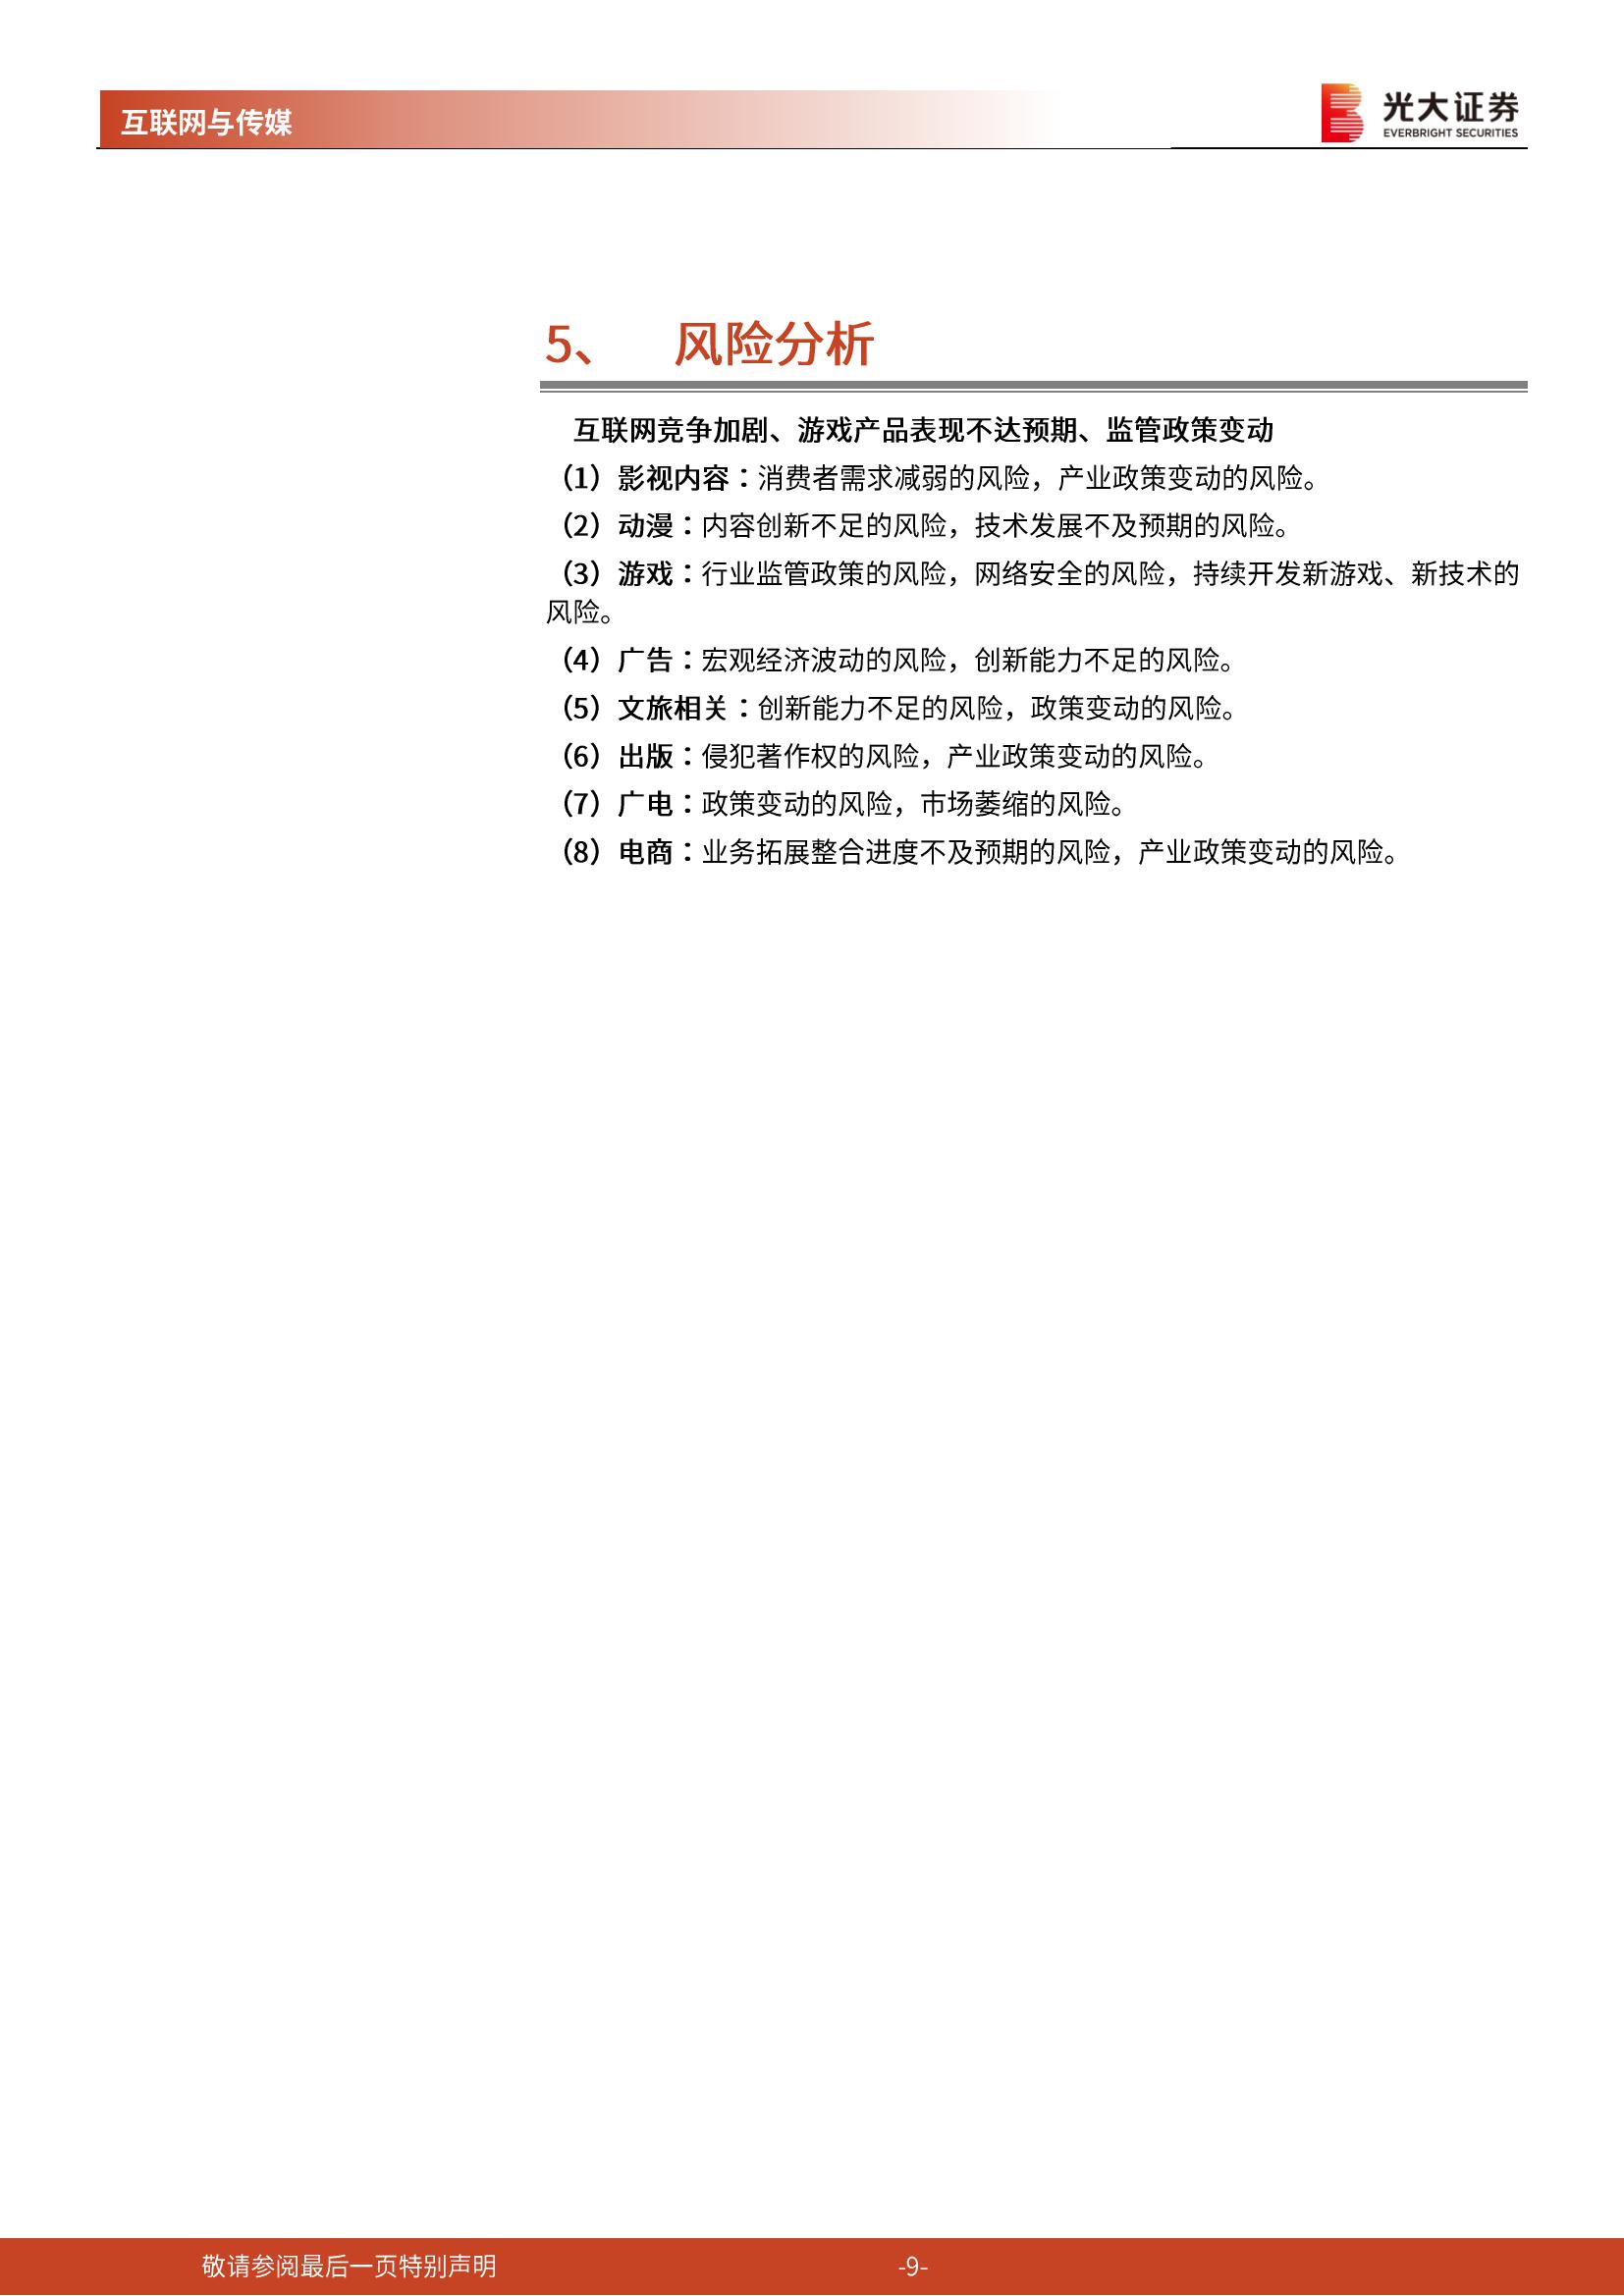 互联网与传媒
光大证券
EVERBRIGHT SECURITIES
5、 风险分析
互联网竞争加剧、游戏产品表现不达预期、监管政策变动
（1）影视内容：消费者需求减弱的风险，产业政策变动的风险。
（2）动漫：内容创新不足的风险，技术发展不及预期的风险。
（3）游戏：行业监管政策的风险，网络安全的风险，持续开发新游戏、新技术的
风险。
（4）广告：宏观经济波动的风险，创新能力不足的风险。
（5）文旅相关：创新能力不足的风险，政策变动的风险。
（6）出版：侵犯著作权的风险，产业政策变动的风险。
（7）广电：政策变动的风险，市场萎缩的风险。
（8）电商：业务拓展整合进度不及预期的风险，产业政策变动的风险。
敬请参阅最后一页特别声明
-9-